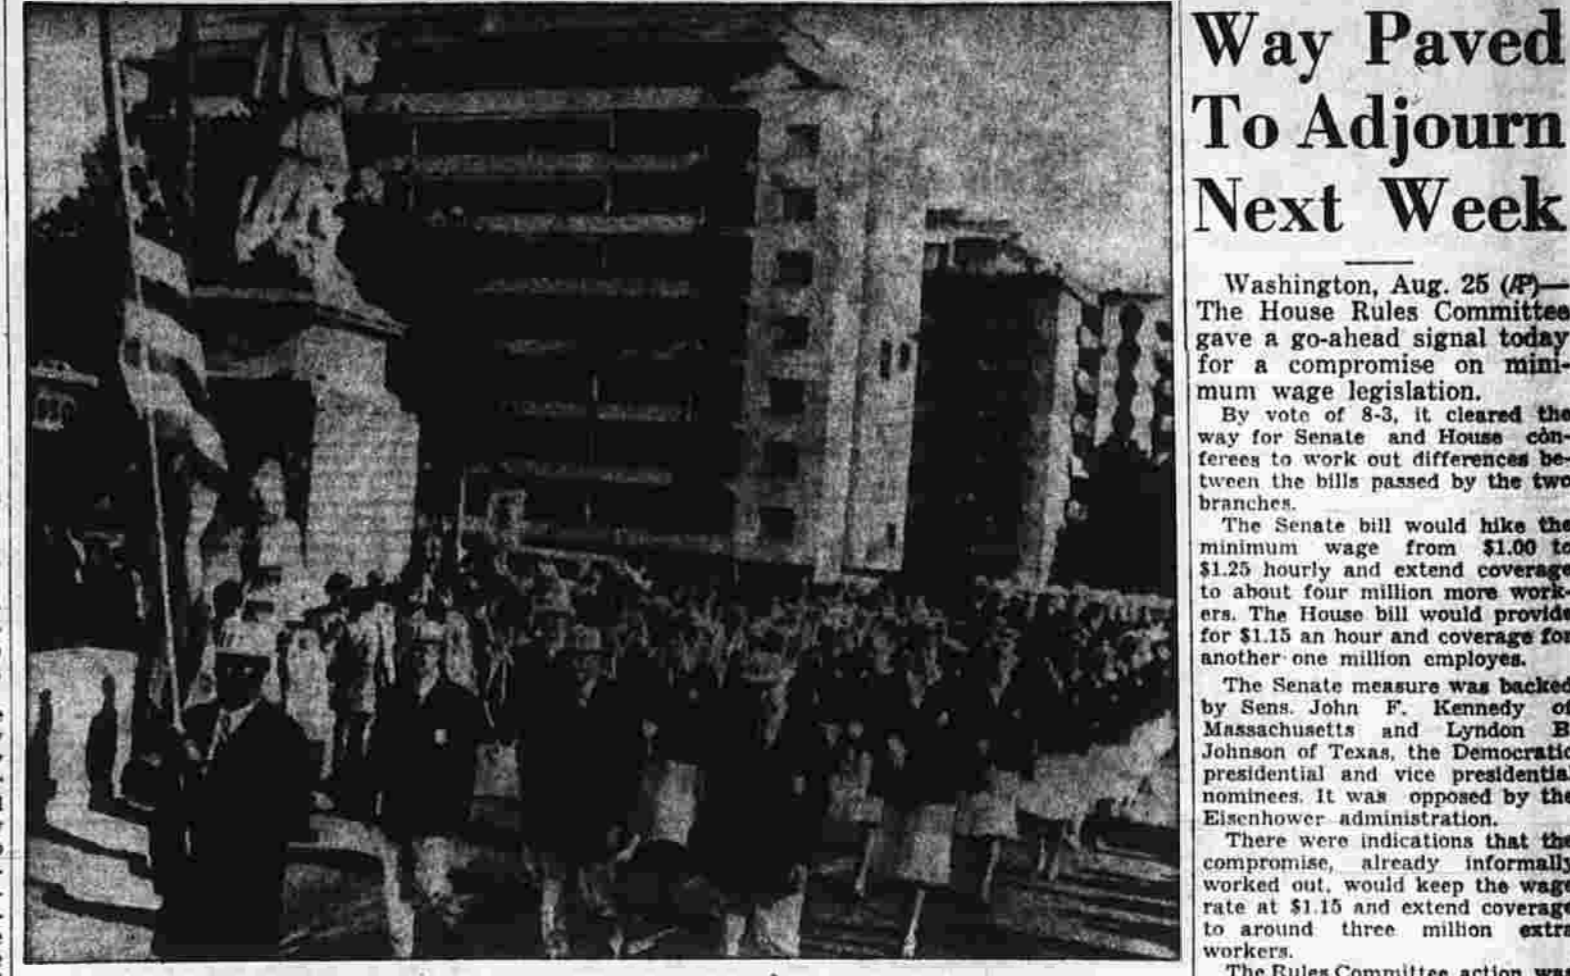 Way Paved
To Adjourn
Next Week
Washington, Aug. 25 (AP)—
The House Rules Committee
gave a go-ahead signal today
for a compromise on mini-
mum wage legislation.
By vote of 8-3, it cleared the
way for Senate and House con-
ferees to work out differences be-
tween the bills passed by the two
branches.
The Senate bill would hike the
minimum wage from $1.00 to
$1.25 hourly and extend coverage
to about four million more work-
ers. The House bill would provide
for $1.15 an hour and coverage for
another one million employes.
The Senate measure was backed
by Sens. John F. Kennedy of
Massachusetts and Lyndon B
Johnson of Texas, the Democratic
presidential and vice presidential
nominees. It was opposed by the
Eisenhower administration.
There were indications that the
compromise, already informally
worked out, would keep the wage
rate at $1.15 and extend coverage
to around three million extra
workers.
The Rules Committee action was